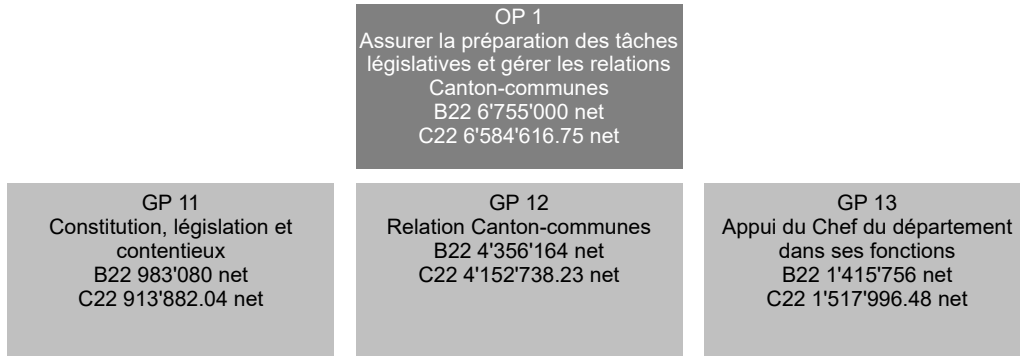 OP 1
Assurer la préparation des tâches
législatives et gérer les relations
Canton-communes
B22 6'755'000 net
C22 6'584'616.75 net
GP 11
Constitution, législation et
contentieux
B22 983'080 net
C22 913'882.04 net
GP 12
Relation Canton-communes
B22 4'356'164 net
C22 4'152'738.23 net
GP 13
Appui du Chef du département
dans ses fonctions
B22 1'415'756 net
C22 1'517'996.48 net